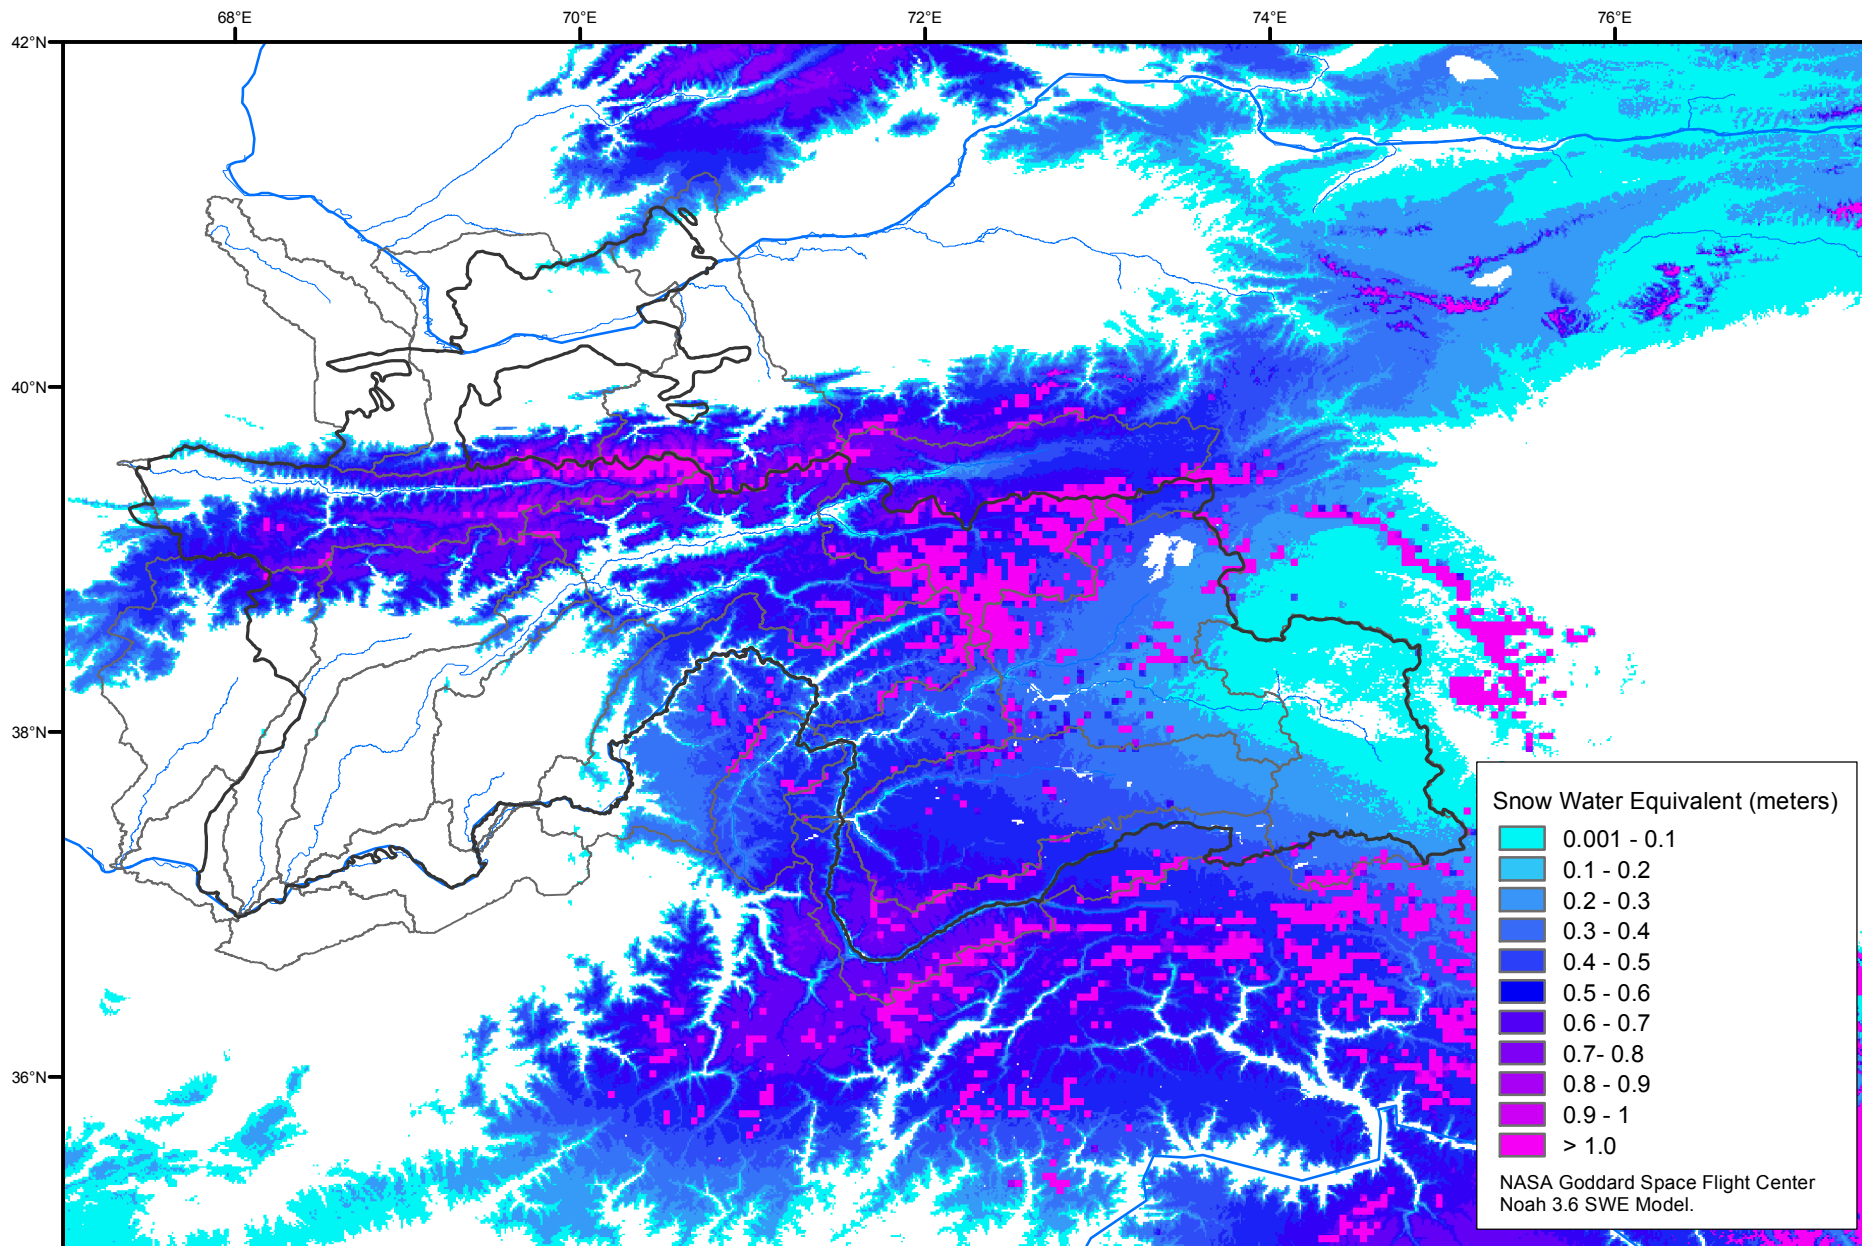 68°E
70°E
72°E
74°E
76°E
42°N
40°N
38°N
36°N
Snow Water Equivalent (meters)
0.001 - 0.1
0.1 - 0.2
0.2 - 0.3
0.3 - 0.4
0.4 - 0.5
0.5 - 0.6
0.6 - 0.7
0.7- 0.8
0.8 - 0.9
0.9 - 1
> 1.0
NASA Goddard Space Flight Center
Noah 3.6 SWE Model.